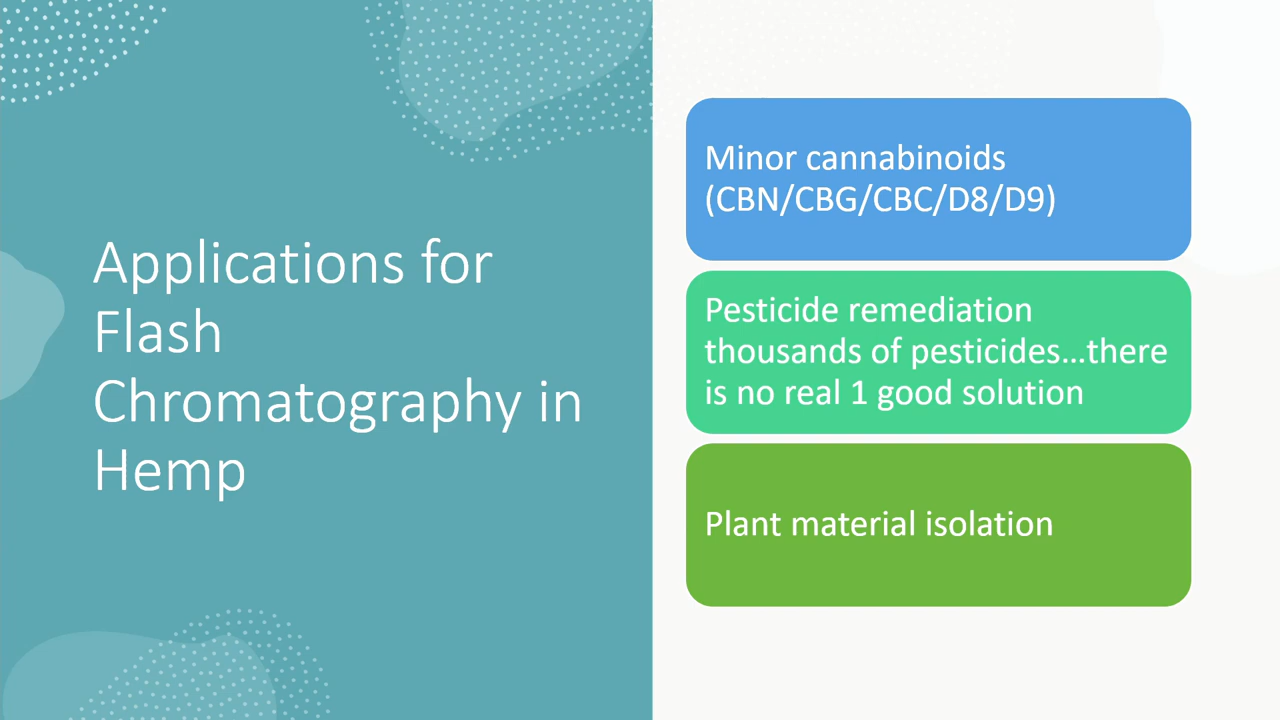 Applications for
Flash
Chromatography in
Hemp
Minor cannabinoids
(CBN/CBG/CBC/D8/D9)
Pesticide remediation
thousands of pesticides...there
is no real 1 good solution
Plant material isolation